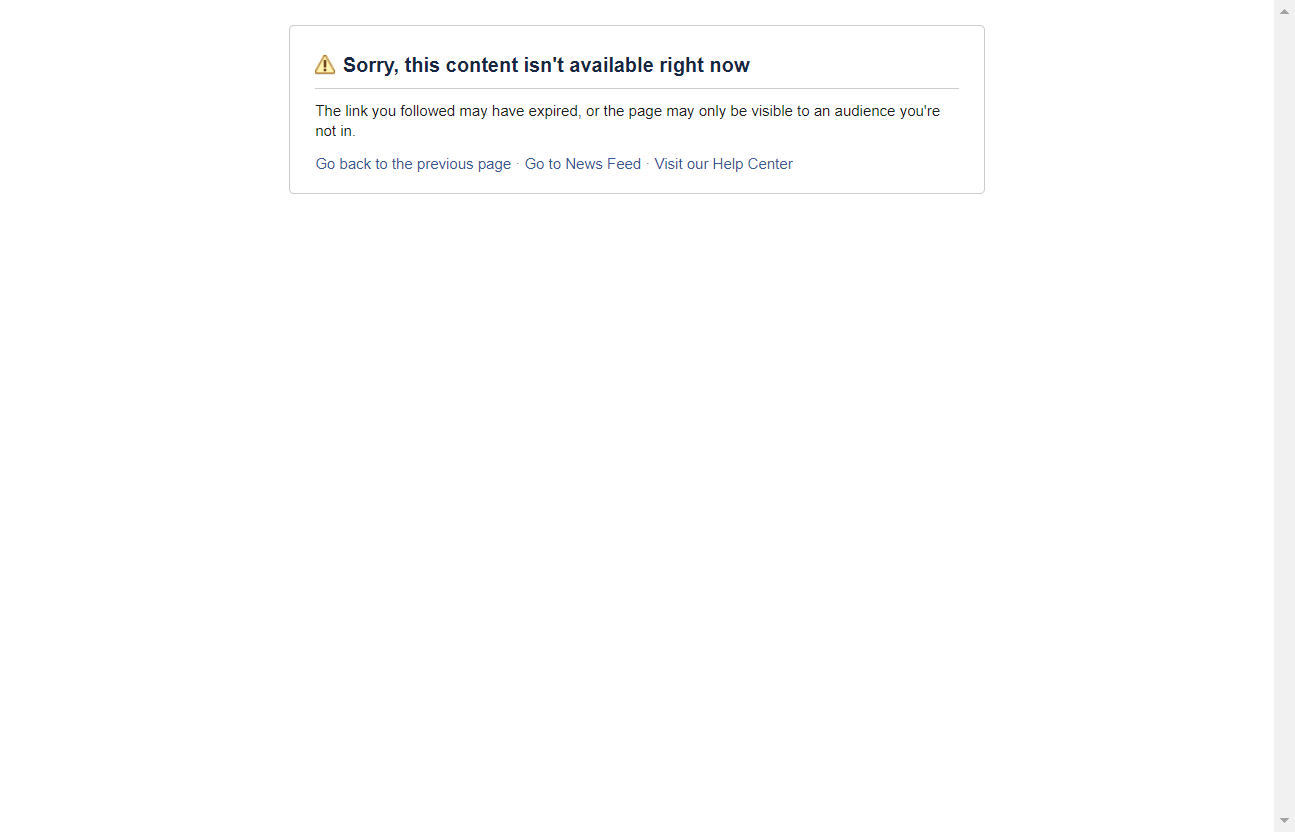 Sorry, this content isn't available right now
The link you followed may have expired, or the page may only be visible to an audience you're
not in.
Go back to the previous page · Go to News Feed · Visit our Help Center